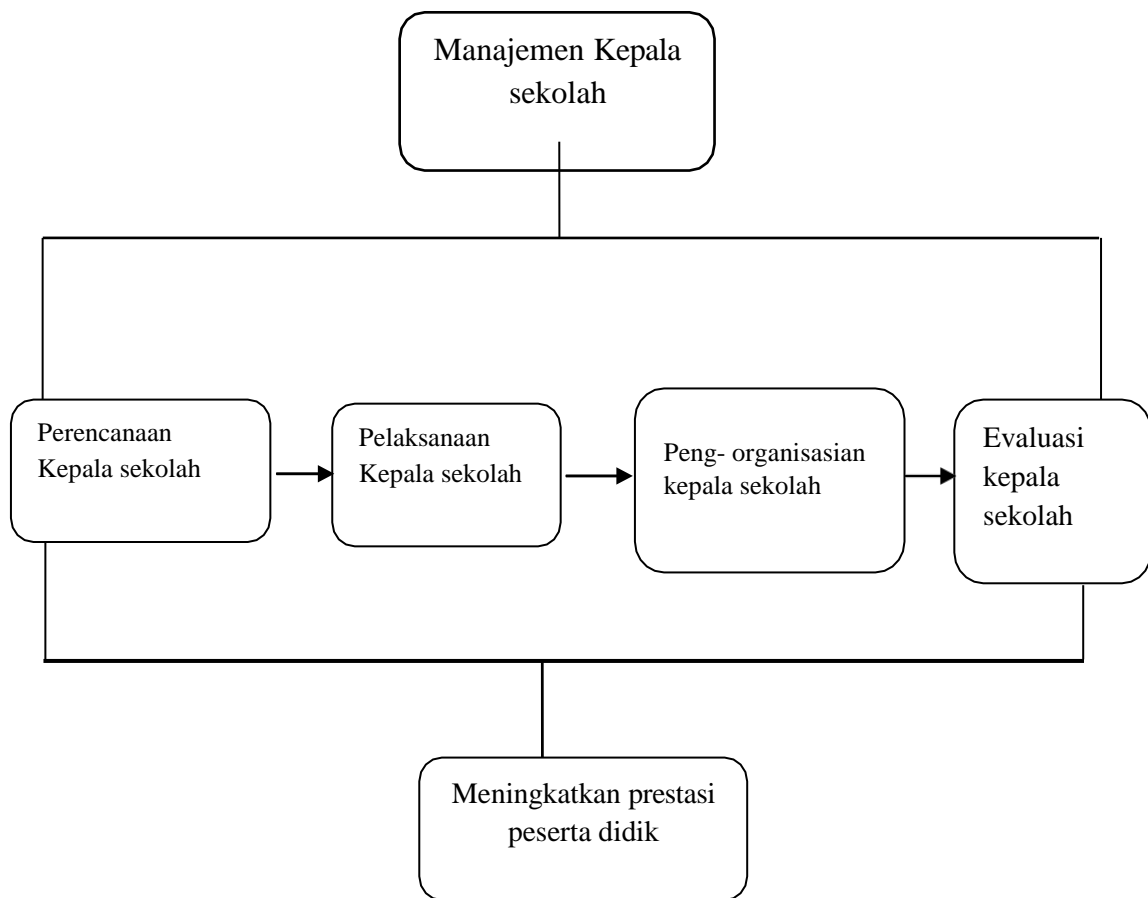 Manajemen Kepala
sekolah
Perencanaan
Kepala sekolah
Pelaksanaan
Kepala sekolah
Peng- organisasian
kepala sekolah
Evaluasi
kepala
sekolah
Meningkatkan prestasi
peserta didik